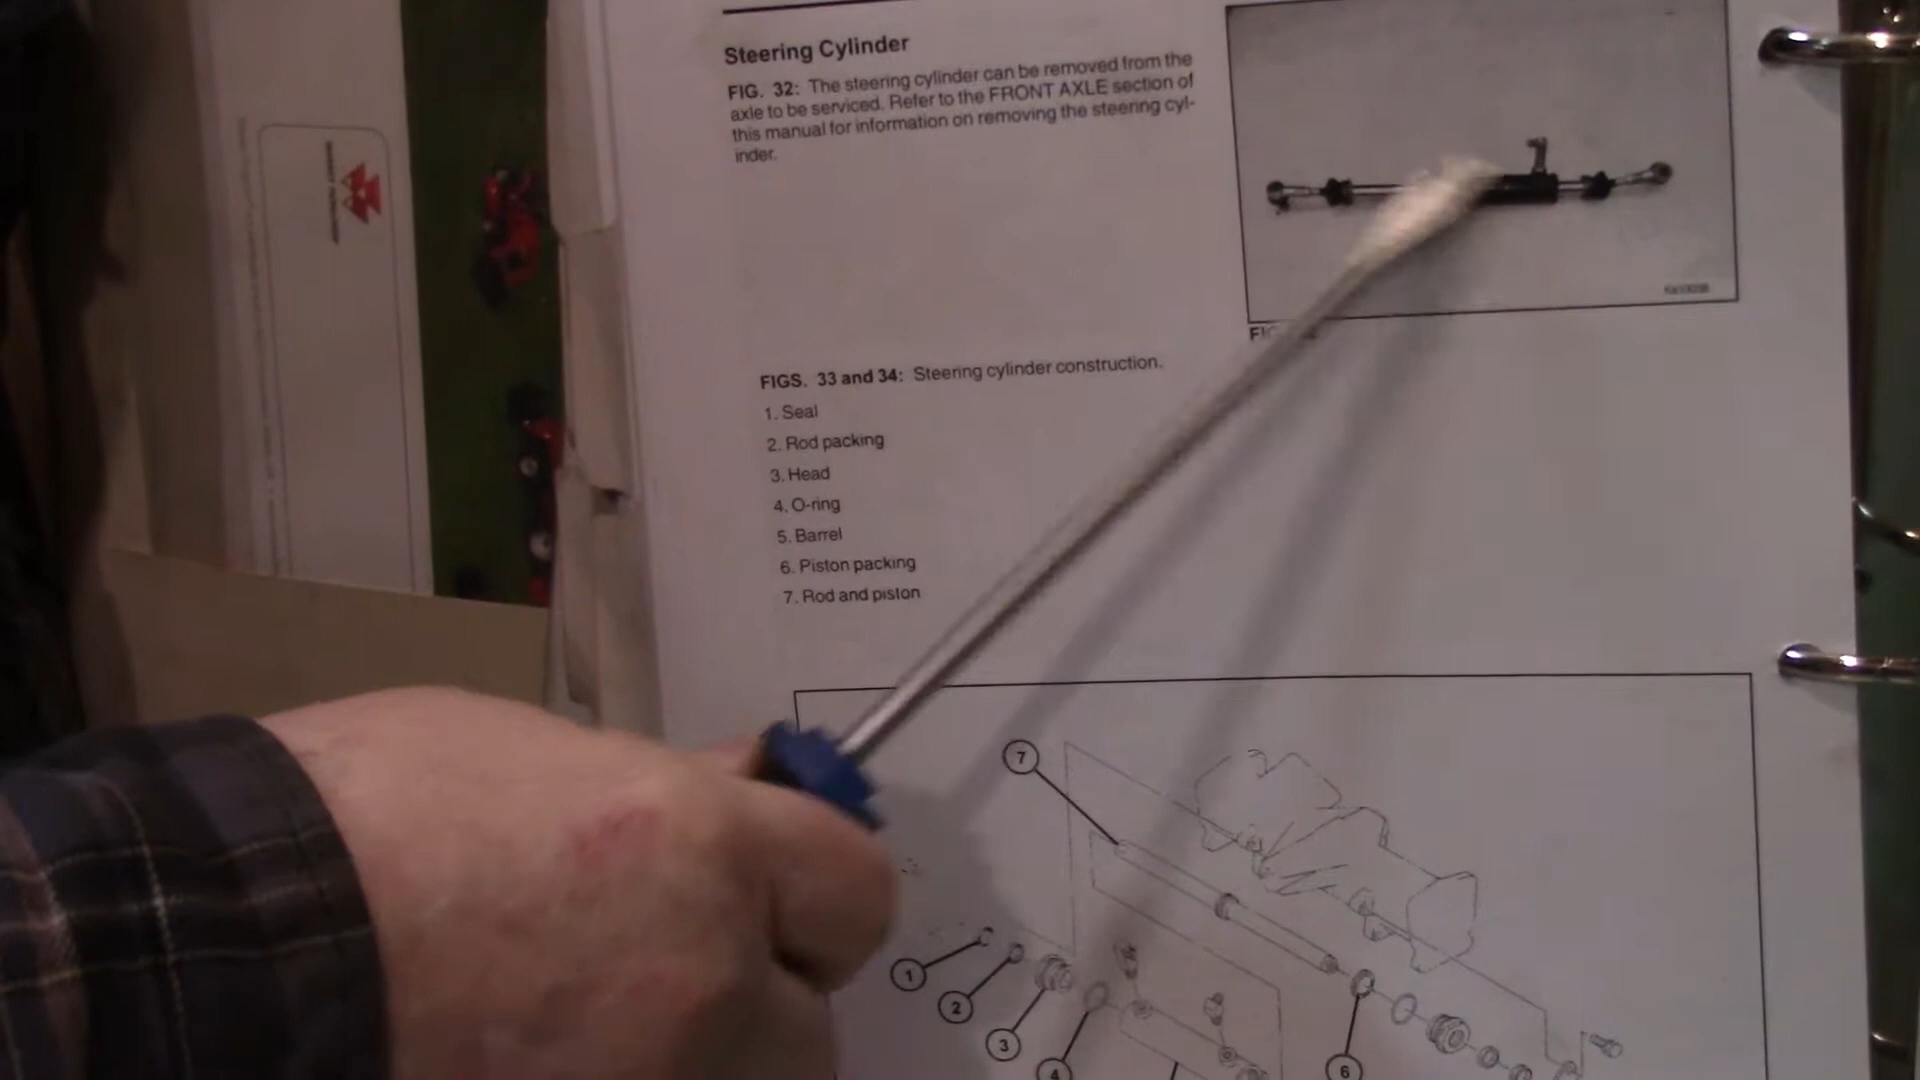 Steering Cylinder
FIG. 32: The steering cylinder can be removed from the
axle to be serviced. Refer to the FRONT AXLE section of
this manual for information on removing the steering cyl-
inder.
FIGS. 33 and 34: Steering cylinder construction.
1. Seal
2. Rod packing
3. Head
4. O-ring
5. Barrel
6. Piston packing
7. Rod and piston
7
1
2
3
4
6